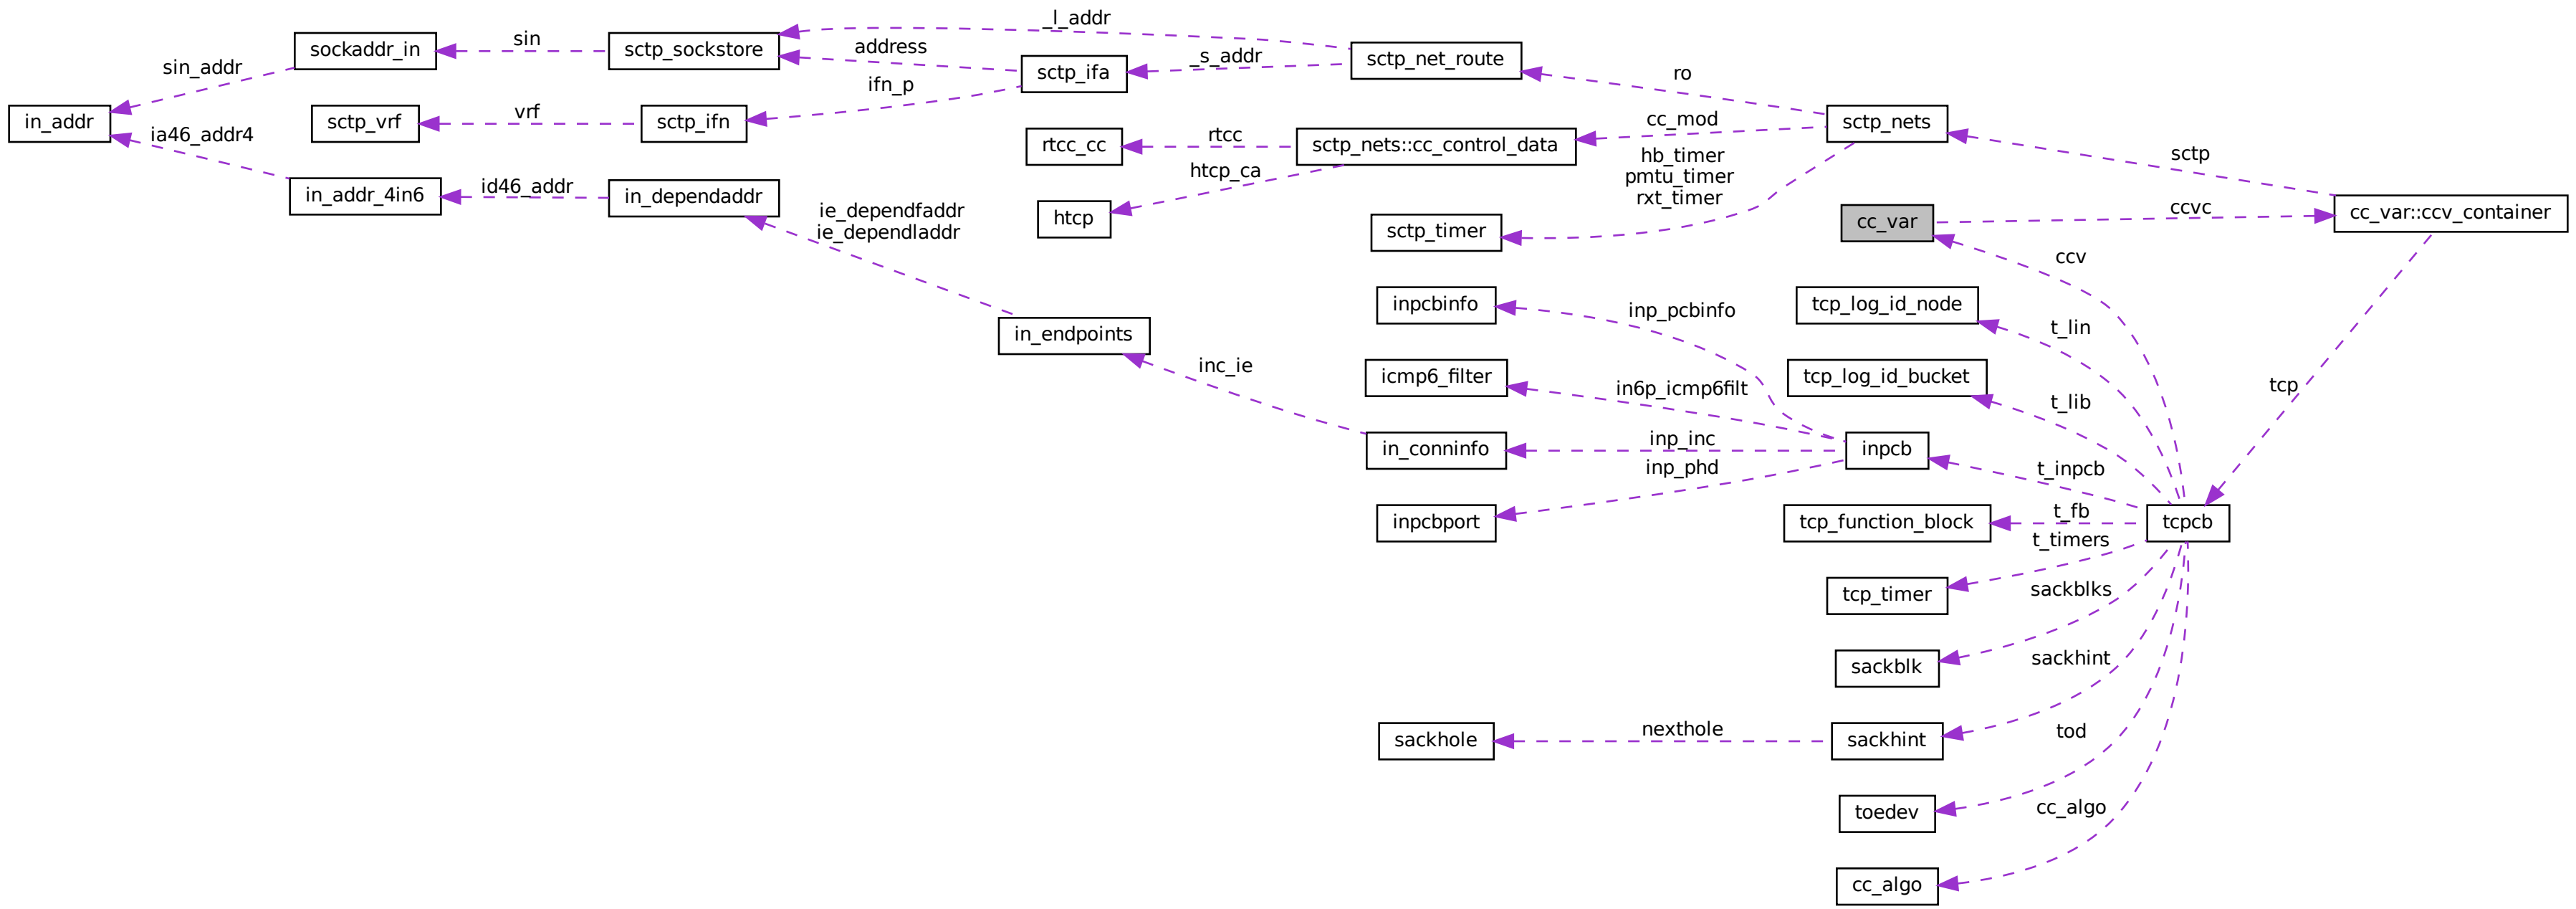 _l_addr
sockaddr_in
sin
sctp_sockstore
address
_s_addr
sctp_net_route
sin_addr
sctp_ifa
ro
ifn_p
in_addr
sctp_vrf
vrf
sctp_ifn
cc_mod
sctp_nets
ia46_addr4
rtcc_cc
rtcc
sctp_nets::cc_control_data
sctp
hb_timer
pmtu_timer
rxt_timer
htcp_ca
in_addr_4in6
id46_addr
in_dependaddr
ie_dependfaddr
ie_dependladdr
htcp
sctp_timer
cc_var
ccvc
cc_var::ccv_container
ccv
inpcbinfo
inp_pcbinfo
tcp_log_id_node
t_lin
in_endpoints
inc_ie
icmp6_filter
in6p_icmp6filt
tcp_log_id_bucket
t_lib
tcp
in_conninfo
inp_inc
inpcb
inp_phd
t_inpcb
inpcbport
tcp_function_block
t_fb
tcpcb
t_timers
tcp_timer
sackblks
sackblk
sackhint
sackhole
nexthole
sackhint
tod
toedev
cc_algo
cc_algo